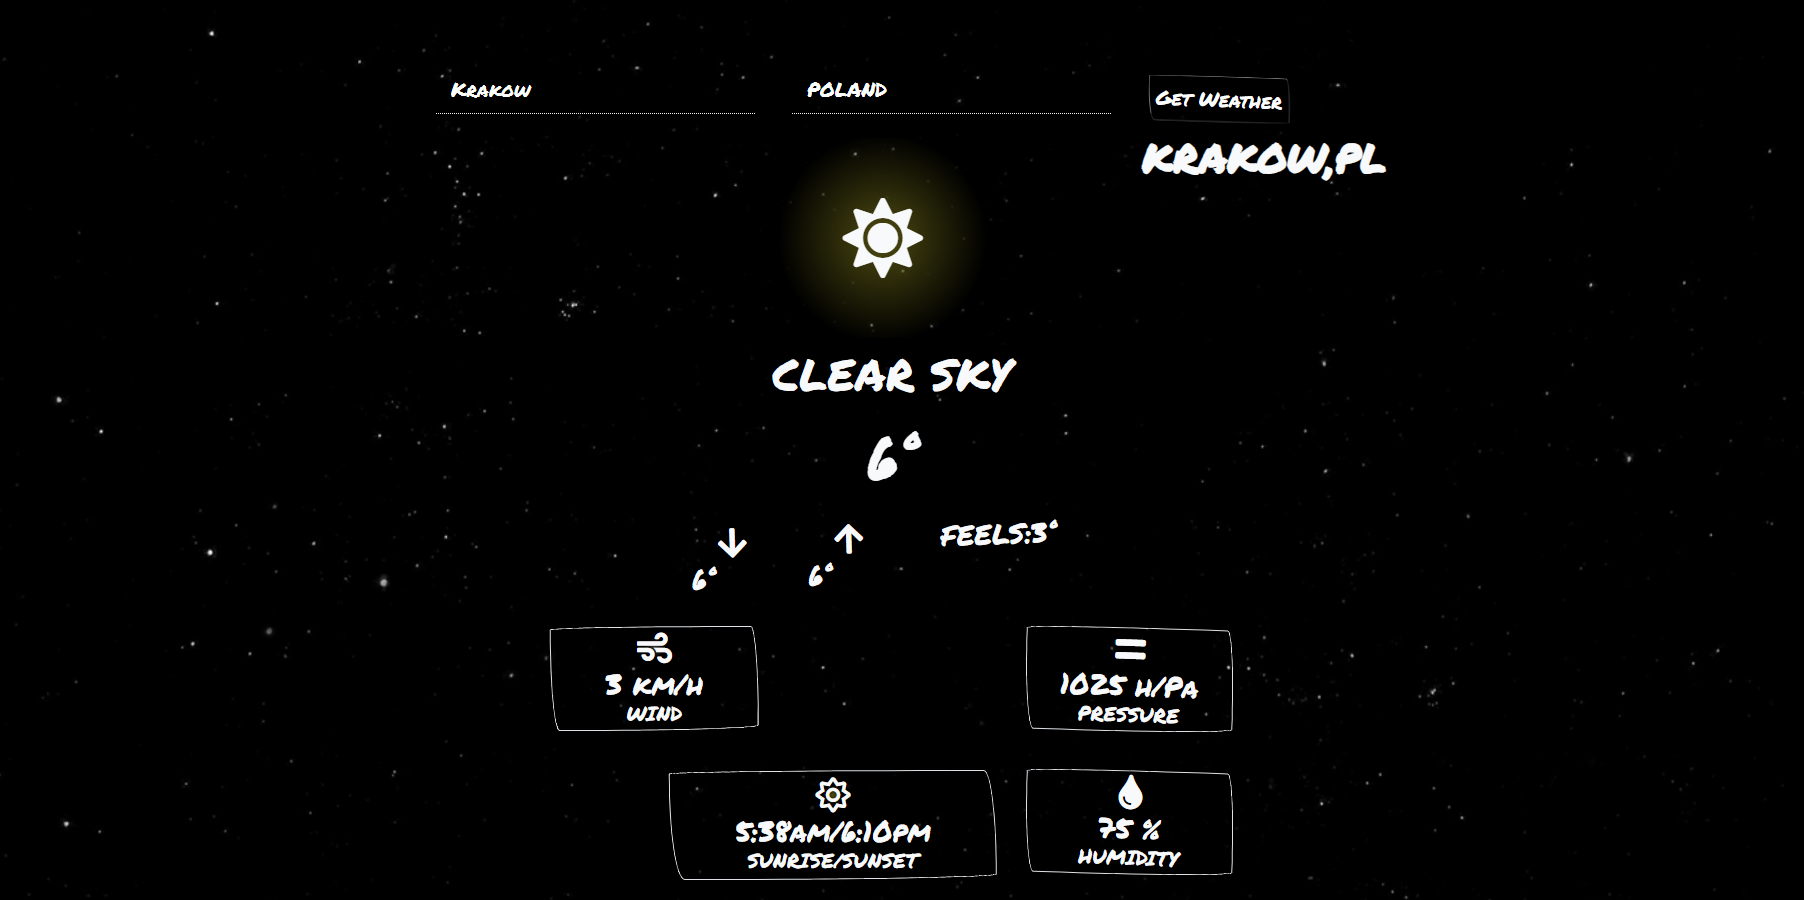 Krakow
POLAND
Get Weather
KRAKOW,PL
CLEAR SKY
6°
6°
6°
FEELS:3°
3 km/h
WIND
1025 h/Pa
PRESSURE
5:38am/6:10pm
SUNRISE/SUNSET
75 %
HUMIDITY